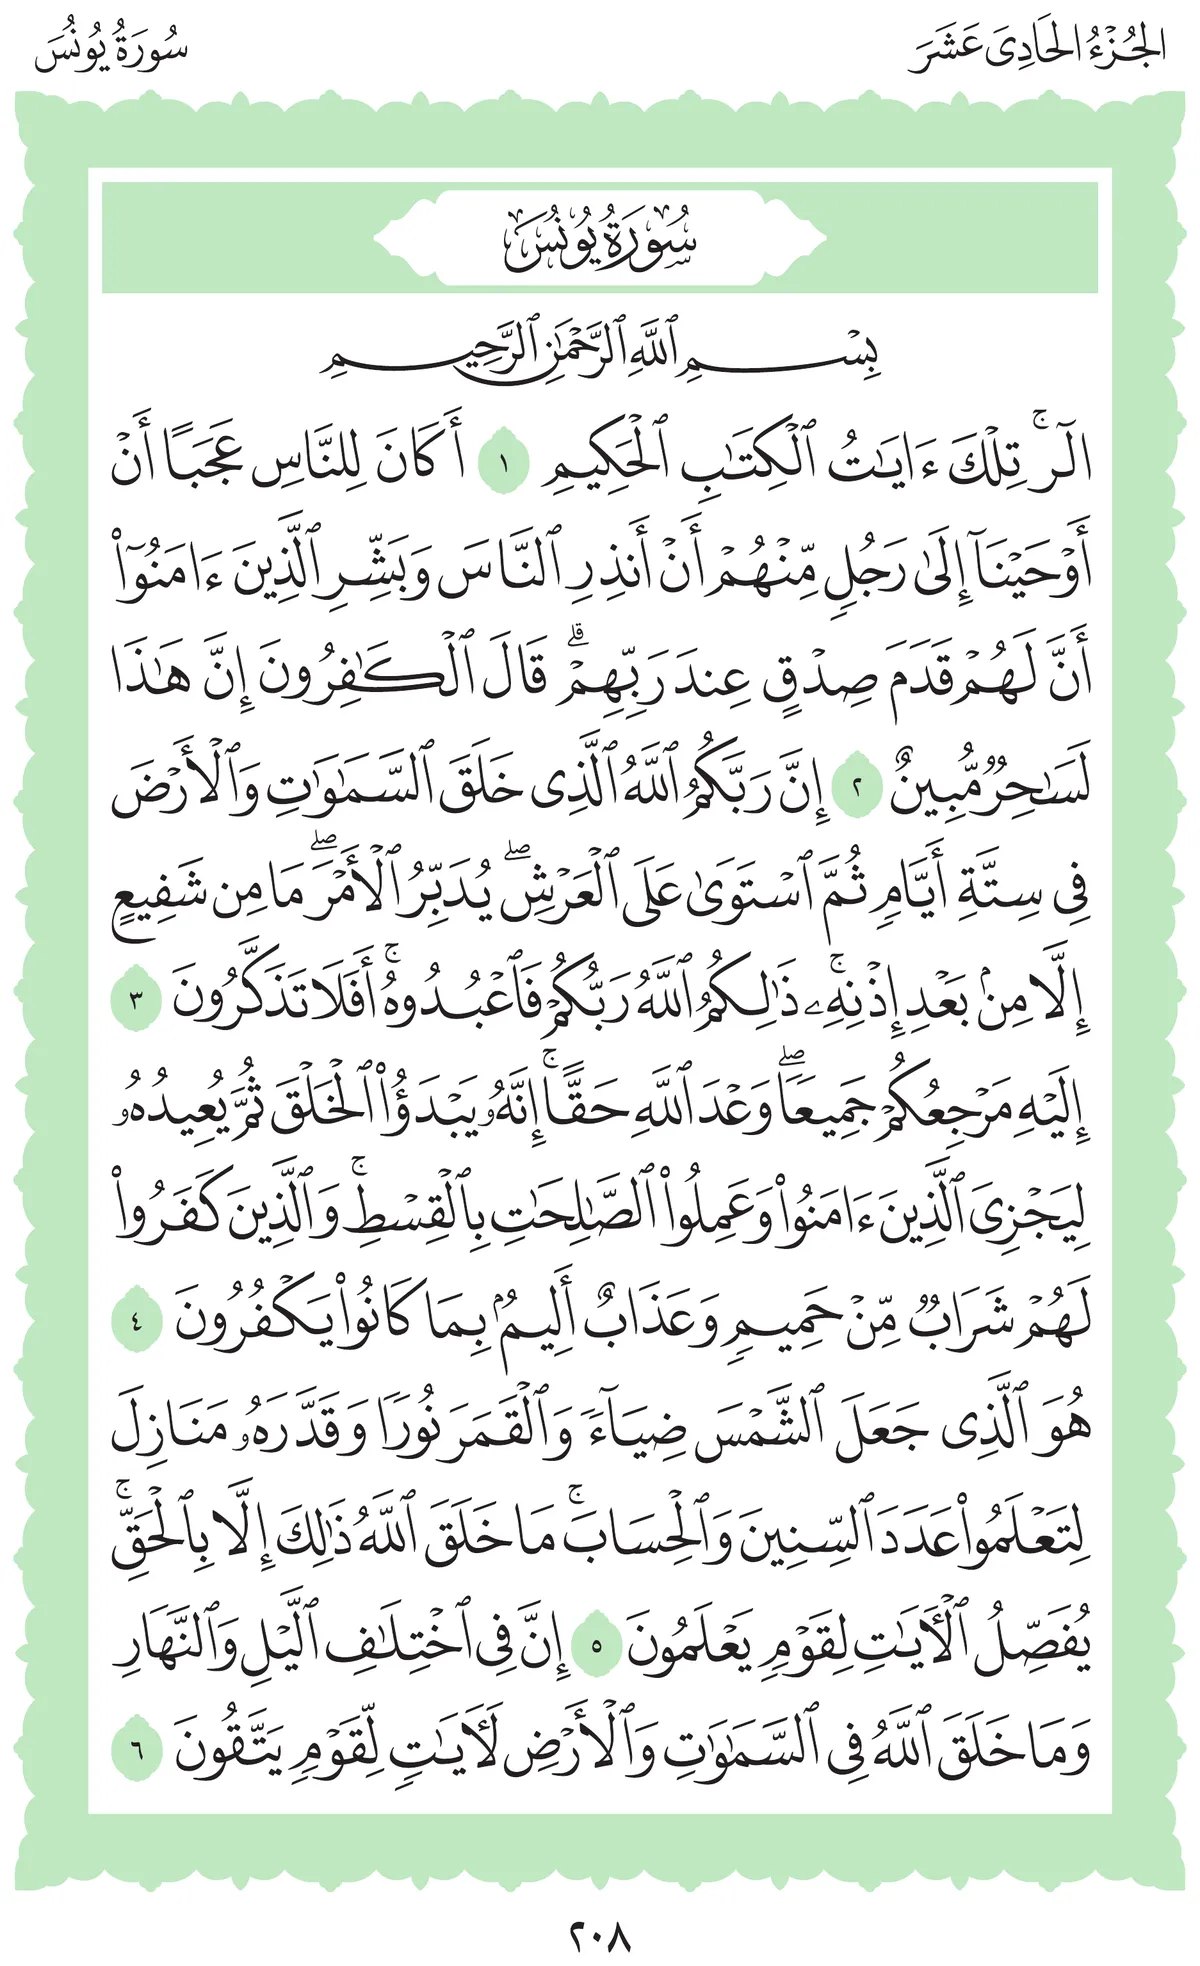 الجُزْءُ الحَادِىَ عَشَرَ
سُورَةُ يُونُسَ
سُورَةُ يُونُسَ
بِسۡمِ ٱللَّهِ ٱلرَّحۡمَٰنِ ٱلرَّحِيمِ
الٓرۚ تِلۡكَ ءَايَٰتُ ٱلۡكِتَٰبِ ٱلۡحَكِيمِ ١ أَكَانَ لِلنَّاسِ عَجَبًا أَنۡ
أَوۡحَيۡنَآ إِلَىٰ رَجُلٖ مِّنۡهُمۡ أَنۡ أَنذِرِ ٱلنَّاسَ وَبَشِّرِ ٱلَّذِينَ ءَامَنُوٓاْ
أَنَّ لَهُمۡ قَدَمَ صِدۡقٍ عِندَ رَبِّهِمۡۗ قَالَ ٱلۡكَٰفِرُونَ إِنَّ هَٰذَا
لَسَٰحِرٞ مُّبِينٌ ٢ إِنَّ رَبَّكُمُ ٱللَّهُ ٱلَّذِى خَلَقَ ٱلسَّمَٰوَٰتِ وَٱلۡأَرۡضَ
فِى سِتَّةِ أَيَّامٖ ثُمَّ ٱسۡتَوَىٰ عَلَى ٱلۡعَرۡشِۖ يُدَبِّرُ ٱلۡأَمۡرَۖ مَا مِن شَفِيعٍ
إِلَّا مِنۢ بَعۡدِ إِذۡنِهِۦۚ ذَٰلِكُمُ ٱللَّهُ رَبُّكُمۡ فَٱعۡبُدُوهُۚ أَفَلَا تَذَكَّرُونَ ٣
إِلَيۡهِ مَرۡجِعُكُمۡ جَمِيعٗاۖ وَعۡدَ ٱللَّهِ حَقًّاۚ إِنَّهُۥ يَبۡدَؤُاْ ٱلۡخَلۡقَ ثُمَّ يُعِيدُهُۥ
لِيَجۡزِىَ ٱلَّذِينَ ءَامَنُواْ وَعَمِلُواْ ٱلصَّٰلِحَٰتِ بِٱلۡقِسۡطِۚ وَٱلَّذِينَ كَفَرُواْ
لَهُمۡ شَرَابٞ مِّنۡ حَمِيمٖ وَعَذَابٌ أَلِيمُۢ بِمَا كَانُواْ يَكۡفُرُونَ ٤
هُوَ ٱلَّذِى جَعَلَ ٱلشَّمۡسَ ضِيَآءٗ وَٱلۡقَمَرَ نُورٗا وَقَدَّرَهُۥ مَنَازِلَ
لِتَعۡلَمُواْ عَدَدَ ٱلسِّنِينَ وَٱلۡحِسَابَۚ مَا خَلَقَ ٱللَّهُ ذَٰلِكَ إِلَّا بِٱلۡحَقِّۚ
يُفَصِّلُ ٱلۡأٓيَٰتِ لِقَوۡمٖ يَعۡلَمُونَ ٥ إِنَّ فِى ٱخۡتِلَٰفِ ٱلَّيۡلِ وَٱلنَّهَارِ
وَمَا خَلَقَ ٱللَّهُ فِى ٱلسَّمَٰوَٰتِ وَٱلۡأَرۡضِ لَأٓيَٰتٖ لِّقَوۡمٖ يَتَّقُونَ ٦
٢٠٨